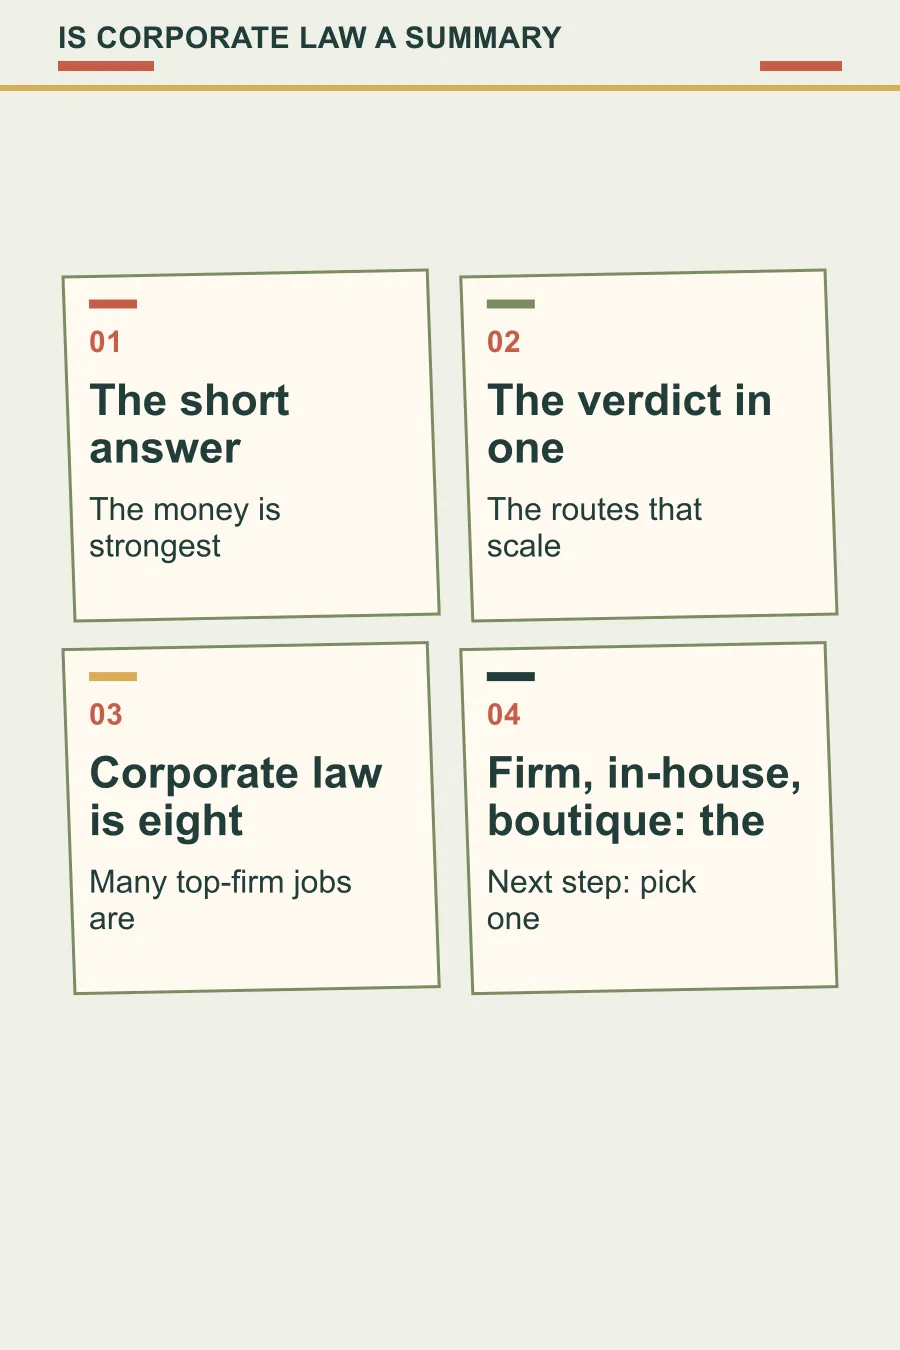 IS CORPORATE LAW A SUMMARY
01
The short
answer
The money is
strongest
02
The verdict in
one
The routes that
scale
03
Corporate law
is eight
Many top-firm jobs
are
04
Firm, in-house,
boutique: the
Next step: pick
one